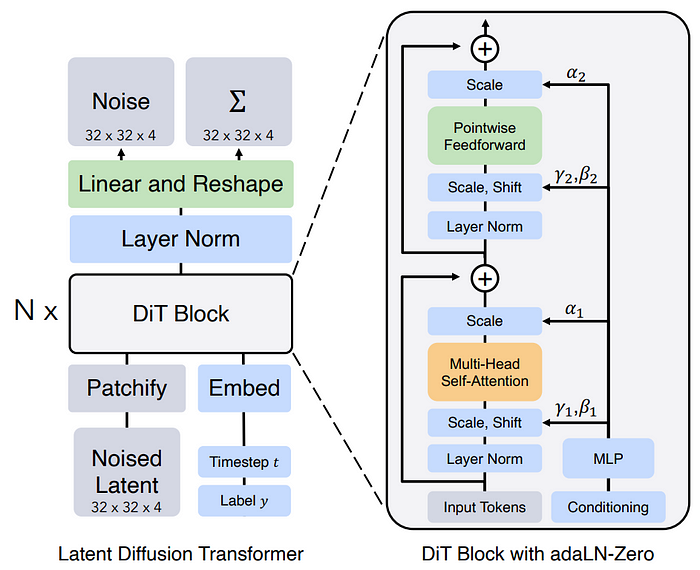 Noise
32 x 32 x 4
Σ
32 x 32 x 4
Linear and Reshape
Layer Norm
N x
DiT Block
Patchify
Embed
Noised
Latent
32 x 32 x 4
Timestep t
Label y
Latent Diffusion Transformer
+
Scale
α₂
Pointwise
Feedforward
Scale, Shift
γ₂,β₂
Layer Norm
+
Scale
α₁
Multi-Head
Self-Attention
Scale, Shift
γ₁,β₁
Layer Norm
MLP
Input Tokens
Conditioning
DiT Block with adaLN-Zero